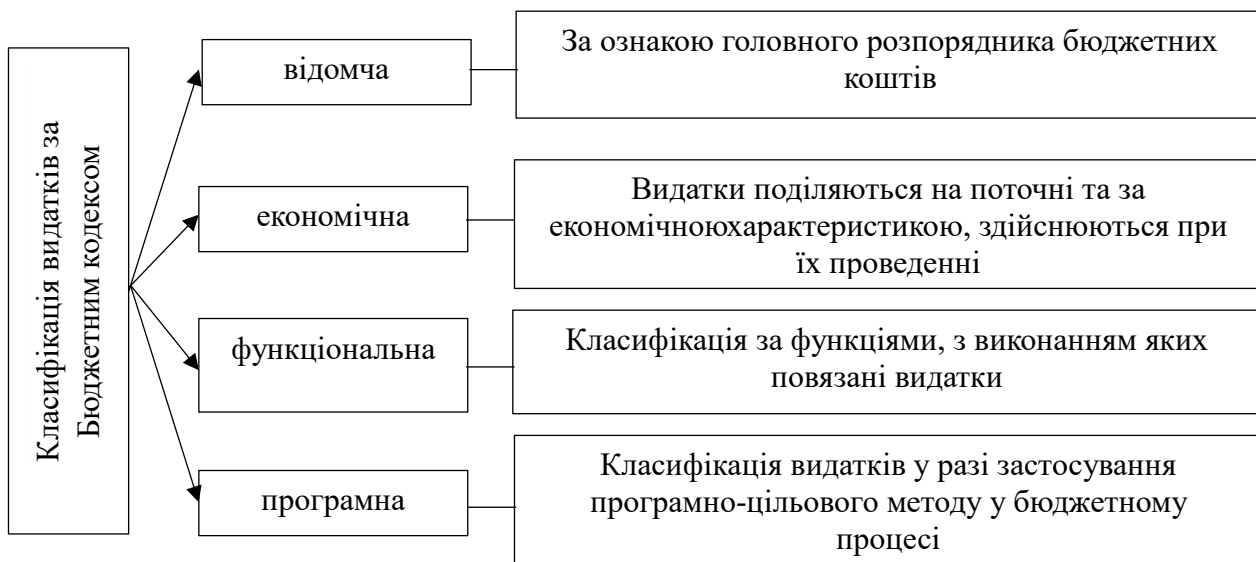 Класифікація видатків за
Бюджетним кодексом
відомча
За ознакою головного розпорядника бюджетних
коштів
економічна
Видатки поділяються на поточні та за
економічноюхарактеристикою, здійснюються при
їх проведенні
функціональна
Класифікація за функціями, з виконанням яких
повязані видатки
програмна
Класифікація видатків у разі застосування
програмно-цільового методу у бюджетному
процесі